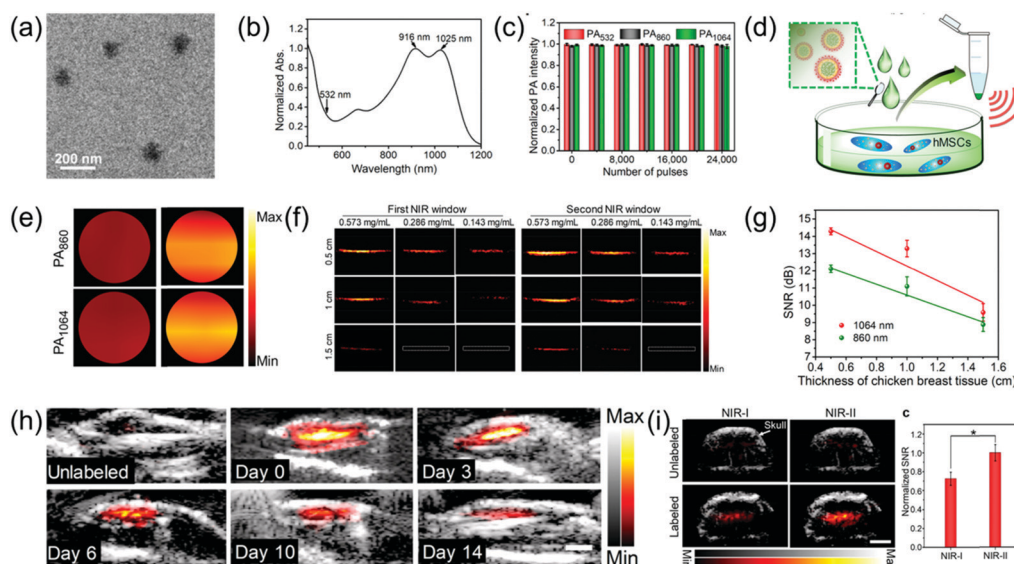 (a)
200 nm
(b)
Normalized Abs.
1.0
0.8
0.6
0.4
0.2
0.0
532 nm
916 nm
1025 nm
600
800
1000
1200
Wavelength (nm)
(c)
PA532 PA860 PA1064
Normalized PA intensity
1.4
1.2
1.0
0.8
0.6
0.4
0.2
0.0
0
8,000
16,000
24,000
Number of pulses
(d)
hMSCs
(e)
PA860
PA1064
Max
Min
(f)
First NIR window
Second NIR window
0.573 mg/mL 0.286 mg/mL 0.143 mg/mL
0.573 mg/mL 0.286 mg/mL 0.143 mg/mL
0.5 cm
1 cm
1.5 cm
Max
Min
(g)
SNR (dB)
15
14
13
12
11
10
9
8
1064 nm
860 nm
0.4 0.6 0.8 1.0 1.2 1.4 1.6
Thickness of chicken breast tissue (cm)
(h)
Unlabeled
Day 0
Day 3
Day 6
Day 10
Day 14
Max
Min
(i)
NIR-I
NIR-II
Skull
Unlabeled
Labeled
c
*
Normalized SNR
1.2
1.0
0.8
0.6
0.4
0.2
0.0
NIR-I
NIR-II